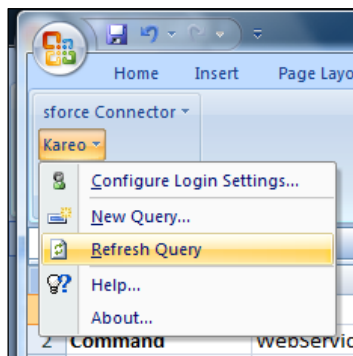 Home Insert Page Layo
sforce Connector
Kareo
Configure Login Settings...
New Query...
Refresh Query
Help...
About...
2 Command WebServic